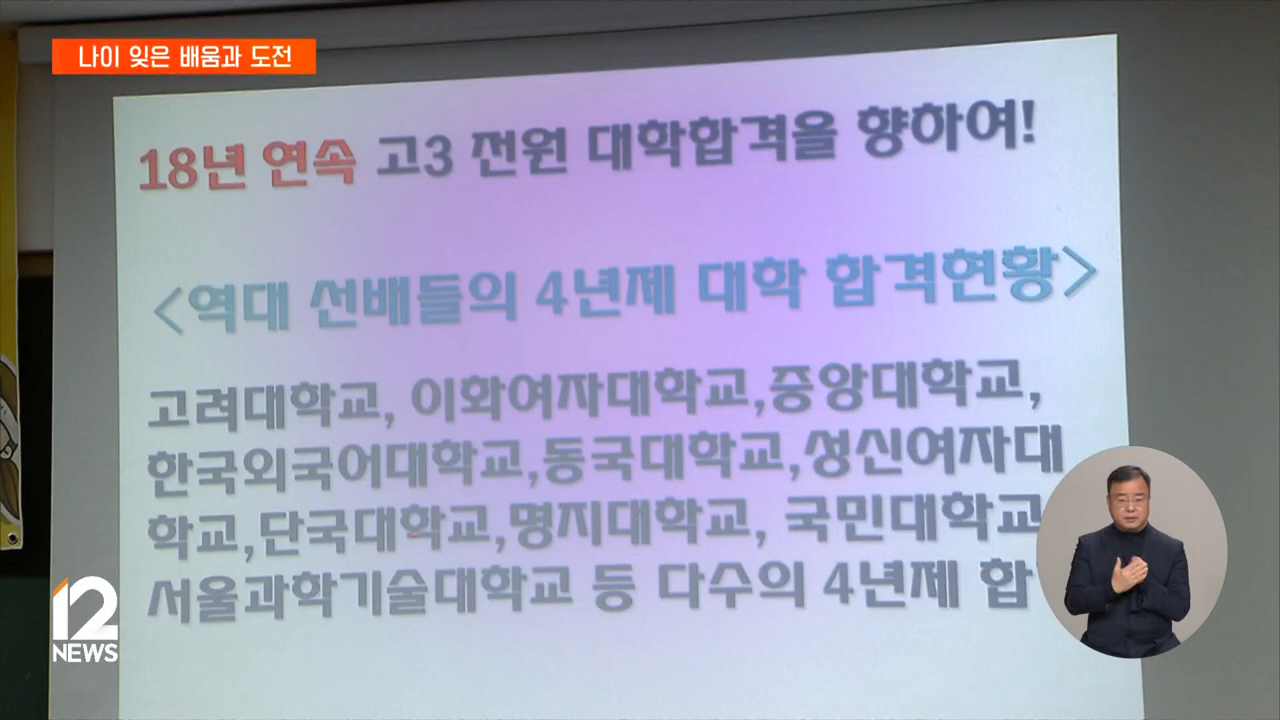 나이 잊은 배움과 도전
18년 연속 고3 전원 대학합격을 향하여!
<역대 선배들의 4년제 대학 합격현황>
고려대학교, 이화여자대학교,중앙대학교,
한국외국어대학교,동국대학교,성신여자대
학교,단국대학교,명지대학교, 국민대학교
서울과학기술대학교 등 다수의 4년제 합
12
NEWS